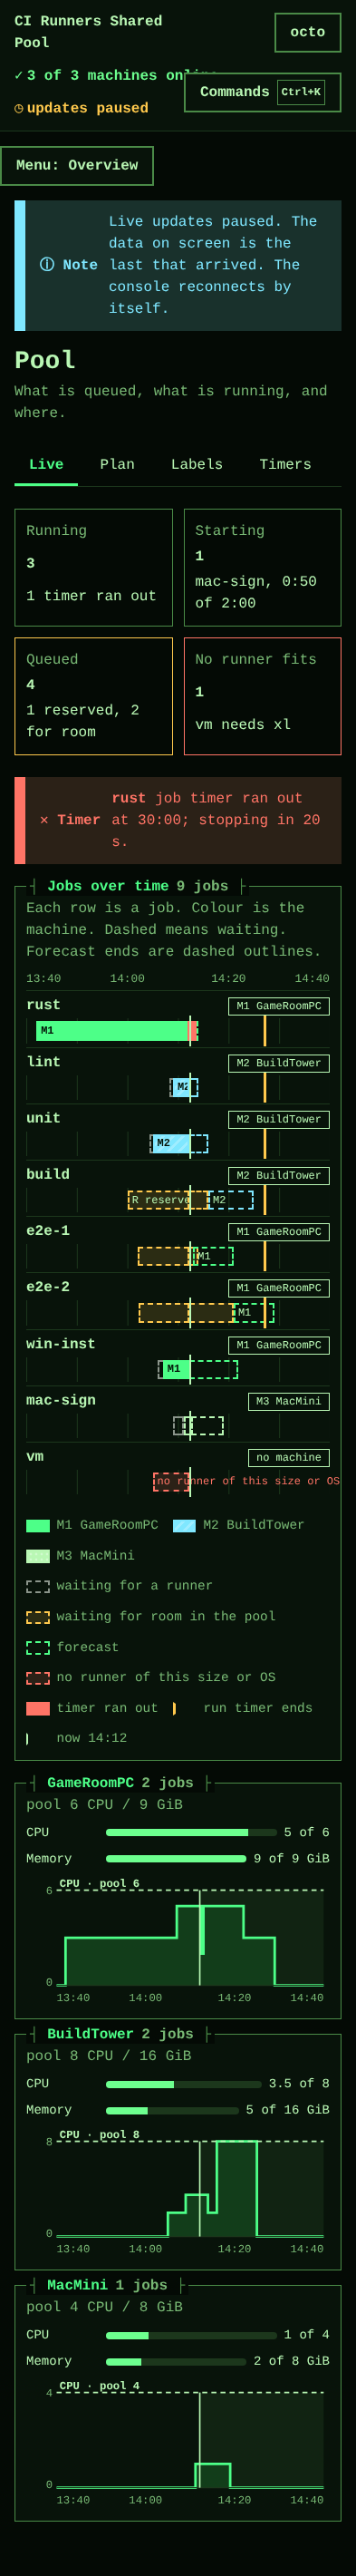 CI Runners Shared
Pool
octo
✓ 3 of 3 machines
Commands Ctrl+K
◷ updates paused
Menu: Overview
ⓘ Note
Live updates paused. The
data on screen is the
last that arrived. The
console reconnects by
itself.
Pool
What is queued, what is running, and
where.
Live Plan Labels Timers
Running
3
1 timer ran out
Starting
1
mac-sign, 0:50
of 2:00
Queued
4
1 reserved, 2
for room
No runner fits
1
vm needs xl
✕ Timer
rust job timer ran out
at 30:00; stopping in 20
s.
Jobs over time 9 jobs
Each row is a job. Colour is the
machine. Dashed means waiting.
Forecast ends are dashed outlines.
13:40 14:00 14:20 14:40
rust M1 GameRoomPC
M1
lint M2 BuildTower
M2
unit M2 BuildTower
M2
build M2 BuildTower
R reserve M2
e2e-1 M1 GameRoomPC
M1
e2e-2 M1 GameRoomPC
M1
win-inst M1 GameRoomPC
M1
mac-sign M3 MacMini
vm no machine
no runner of this size or OS
M1 GameRoomPC M2 BuildTower
M3 MacMini
waiting for a runner
waiting for room in the pool
forecast
no runner of this size or OS
timer ran out run timer ends
now 14:12
GameRoomPC 2 jobs
pool 6 CPU / 9 GiB
CPU 5 of 6
Memory 9 of 9 GiB
CPU · pool 6
6
0
13:40 14:00 14:20 14:40
BuildTower 2 jobs
pool 8 CPU / 16 GiB
CPU 3.5 of 8
Memory 5 of 16 GiB
CPU · pool 8
8
0
13:40 14:00 14:20 14:40
MacMini 1 jobs
pool 4 CPU / 8 GiB
CPU 1 of 4
Memory 2 of 8 GiB
CPU · pool 4
4
0
13:40 14:00 14:20 14:40